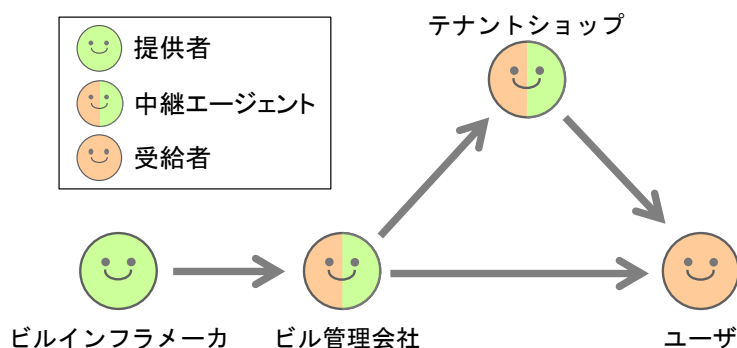 提供者
中継エージェント
受給者
テナントショップ
ビルインフラメーカ
ビル管理会社
ユーザ